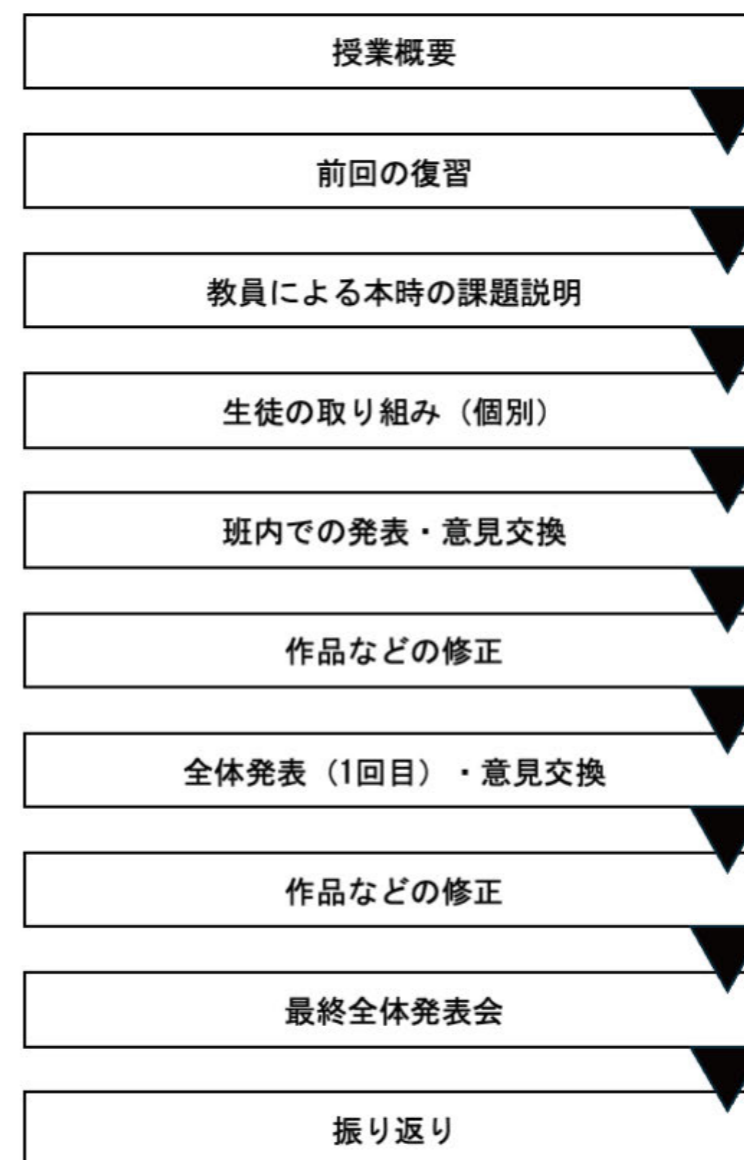 授業概要
前回の復習
教員による本時の課題説明
生徒の取り組み（個別）
班内での発表・意見交換
作品などの修正
全体発表（1回目）・意見交換
作品などの修正
最終全体発表会
振り返り